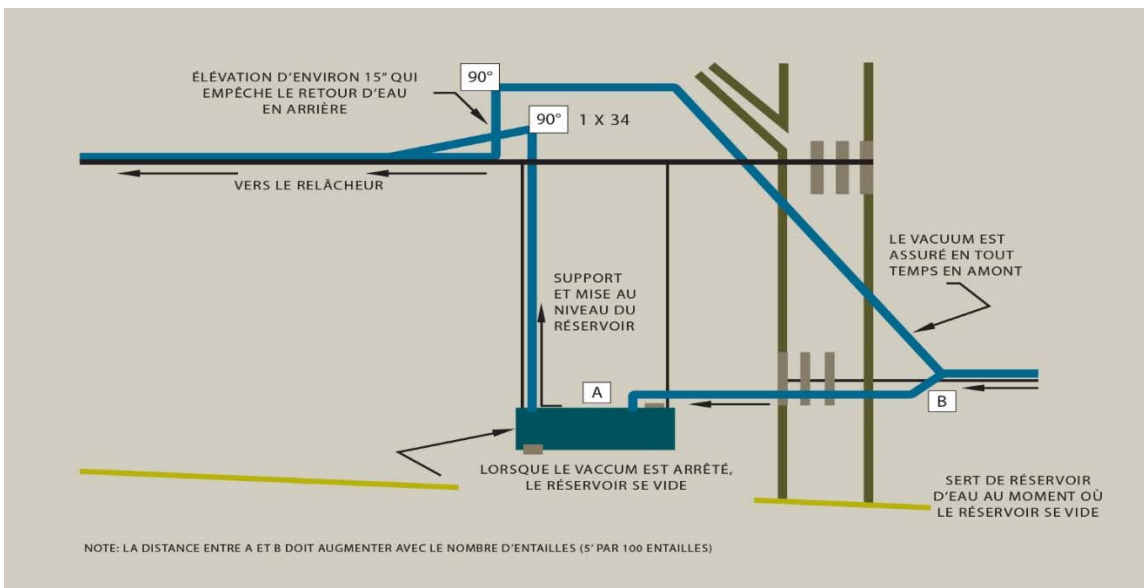 ÉLÉVATION D'ENVIRON 15" QUI
EMPÊCHE LE RETOUR D'EAU
EN ARRIÈRE
90°
90° 1 X 34
VERS LE RELÂCHEUR
LE VACUUM EST
ASSURÉ EN TOUT
TEMPS EN AMONT
SUPPORT
ET MISE AU
NIVEAU DU
RÉSERVOIR
A
B
LORSQUE LE VACCUM EST ARRÊTÉ,
LE RÉSERVOIR SE VIDE
SERT DE RÉSERVOIR
D'EAU AU MOMENT OÙ
LE RÉSERVOIR SE VIDE
NOTE: LA DISTANCE ENTRE A ET B DOIT AUGMENTER AVEC LE NOMBRE D'ENTAILLES (5' PAR 100 ENTAILLES)